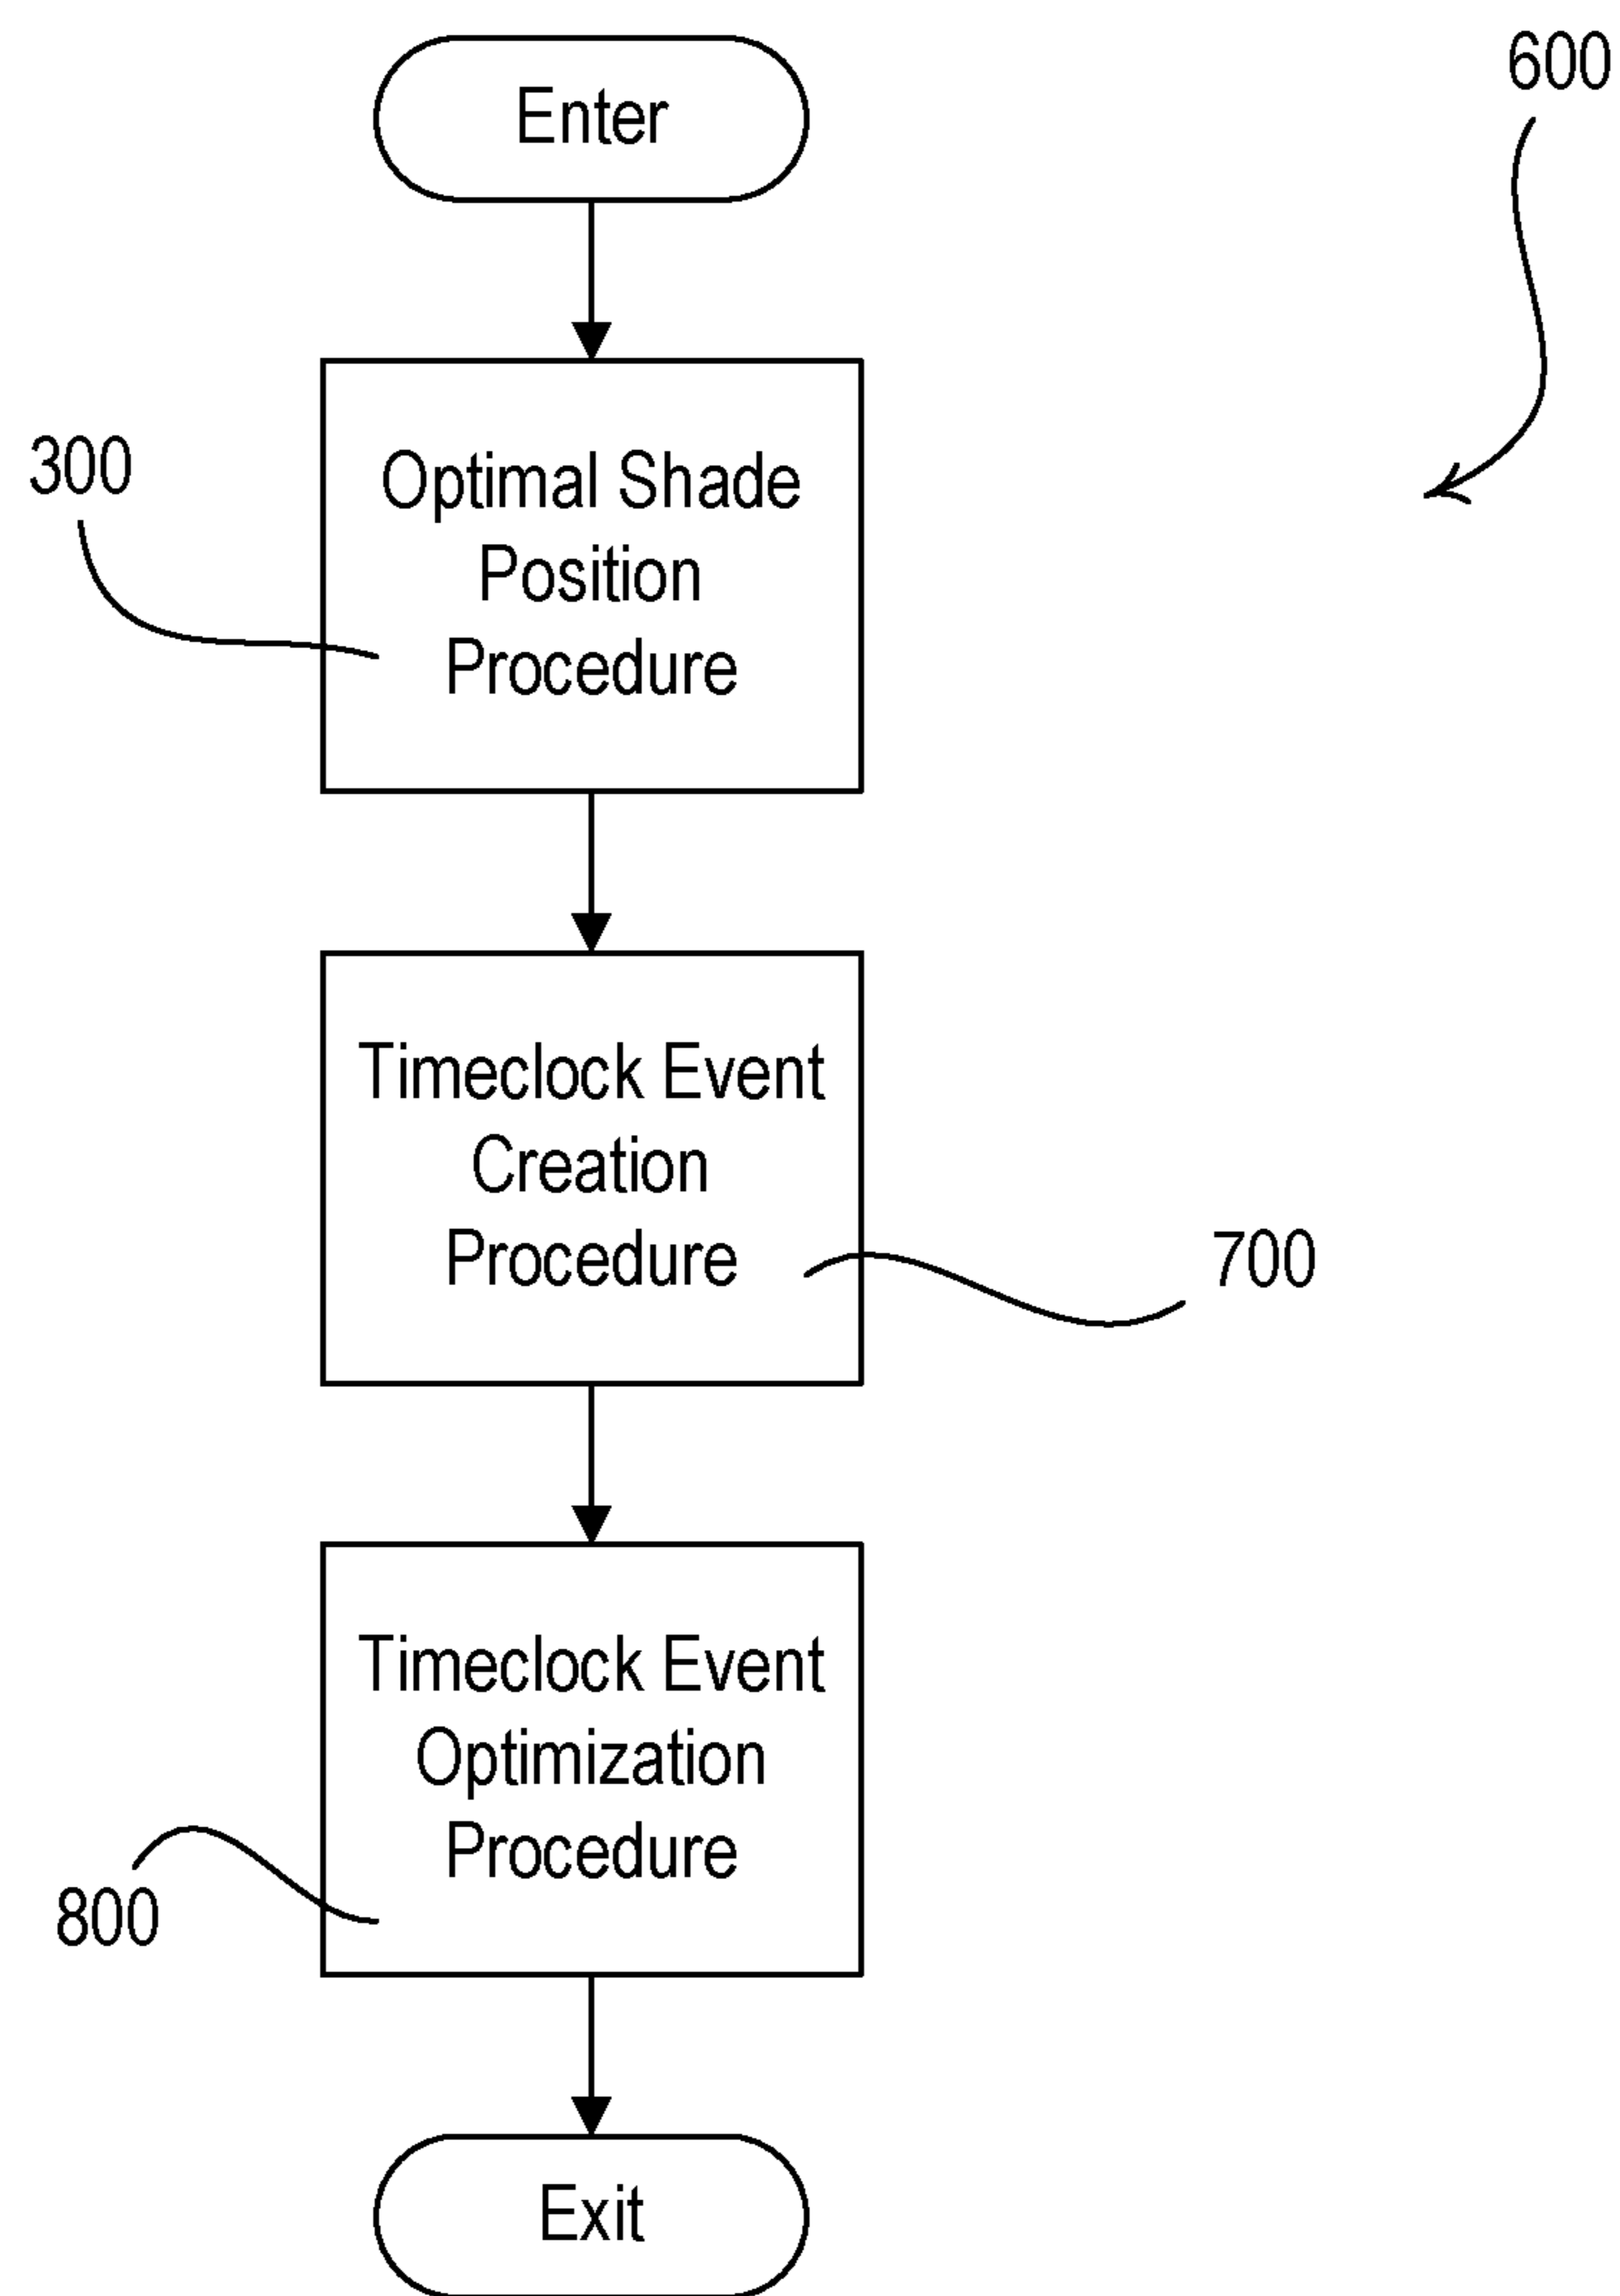 Enter
600
300
Optimal Shade
Position
Procedure
Timeclock Event
Creation
Procedure
700
Timeclock Event
Optimization
Procedure
800
Exit